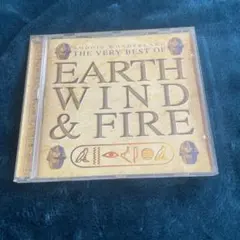 THE VERY BEST OF
EARTH
WIND
& FIRE